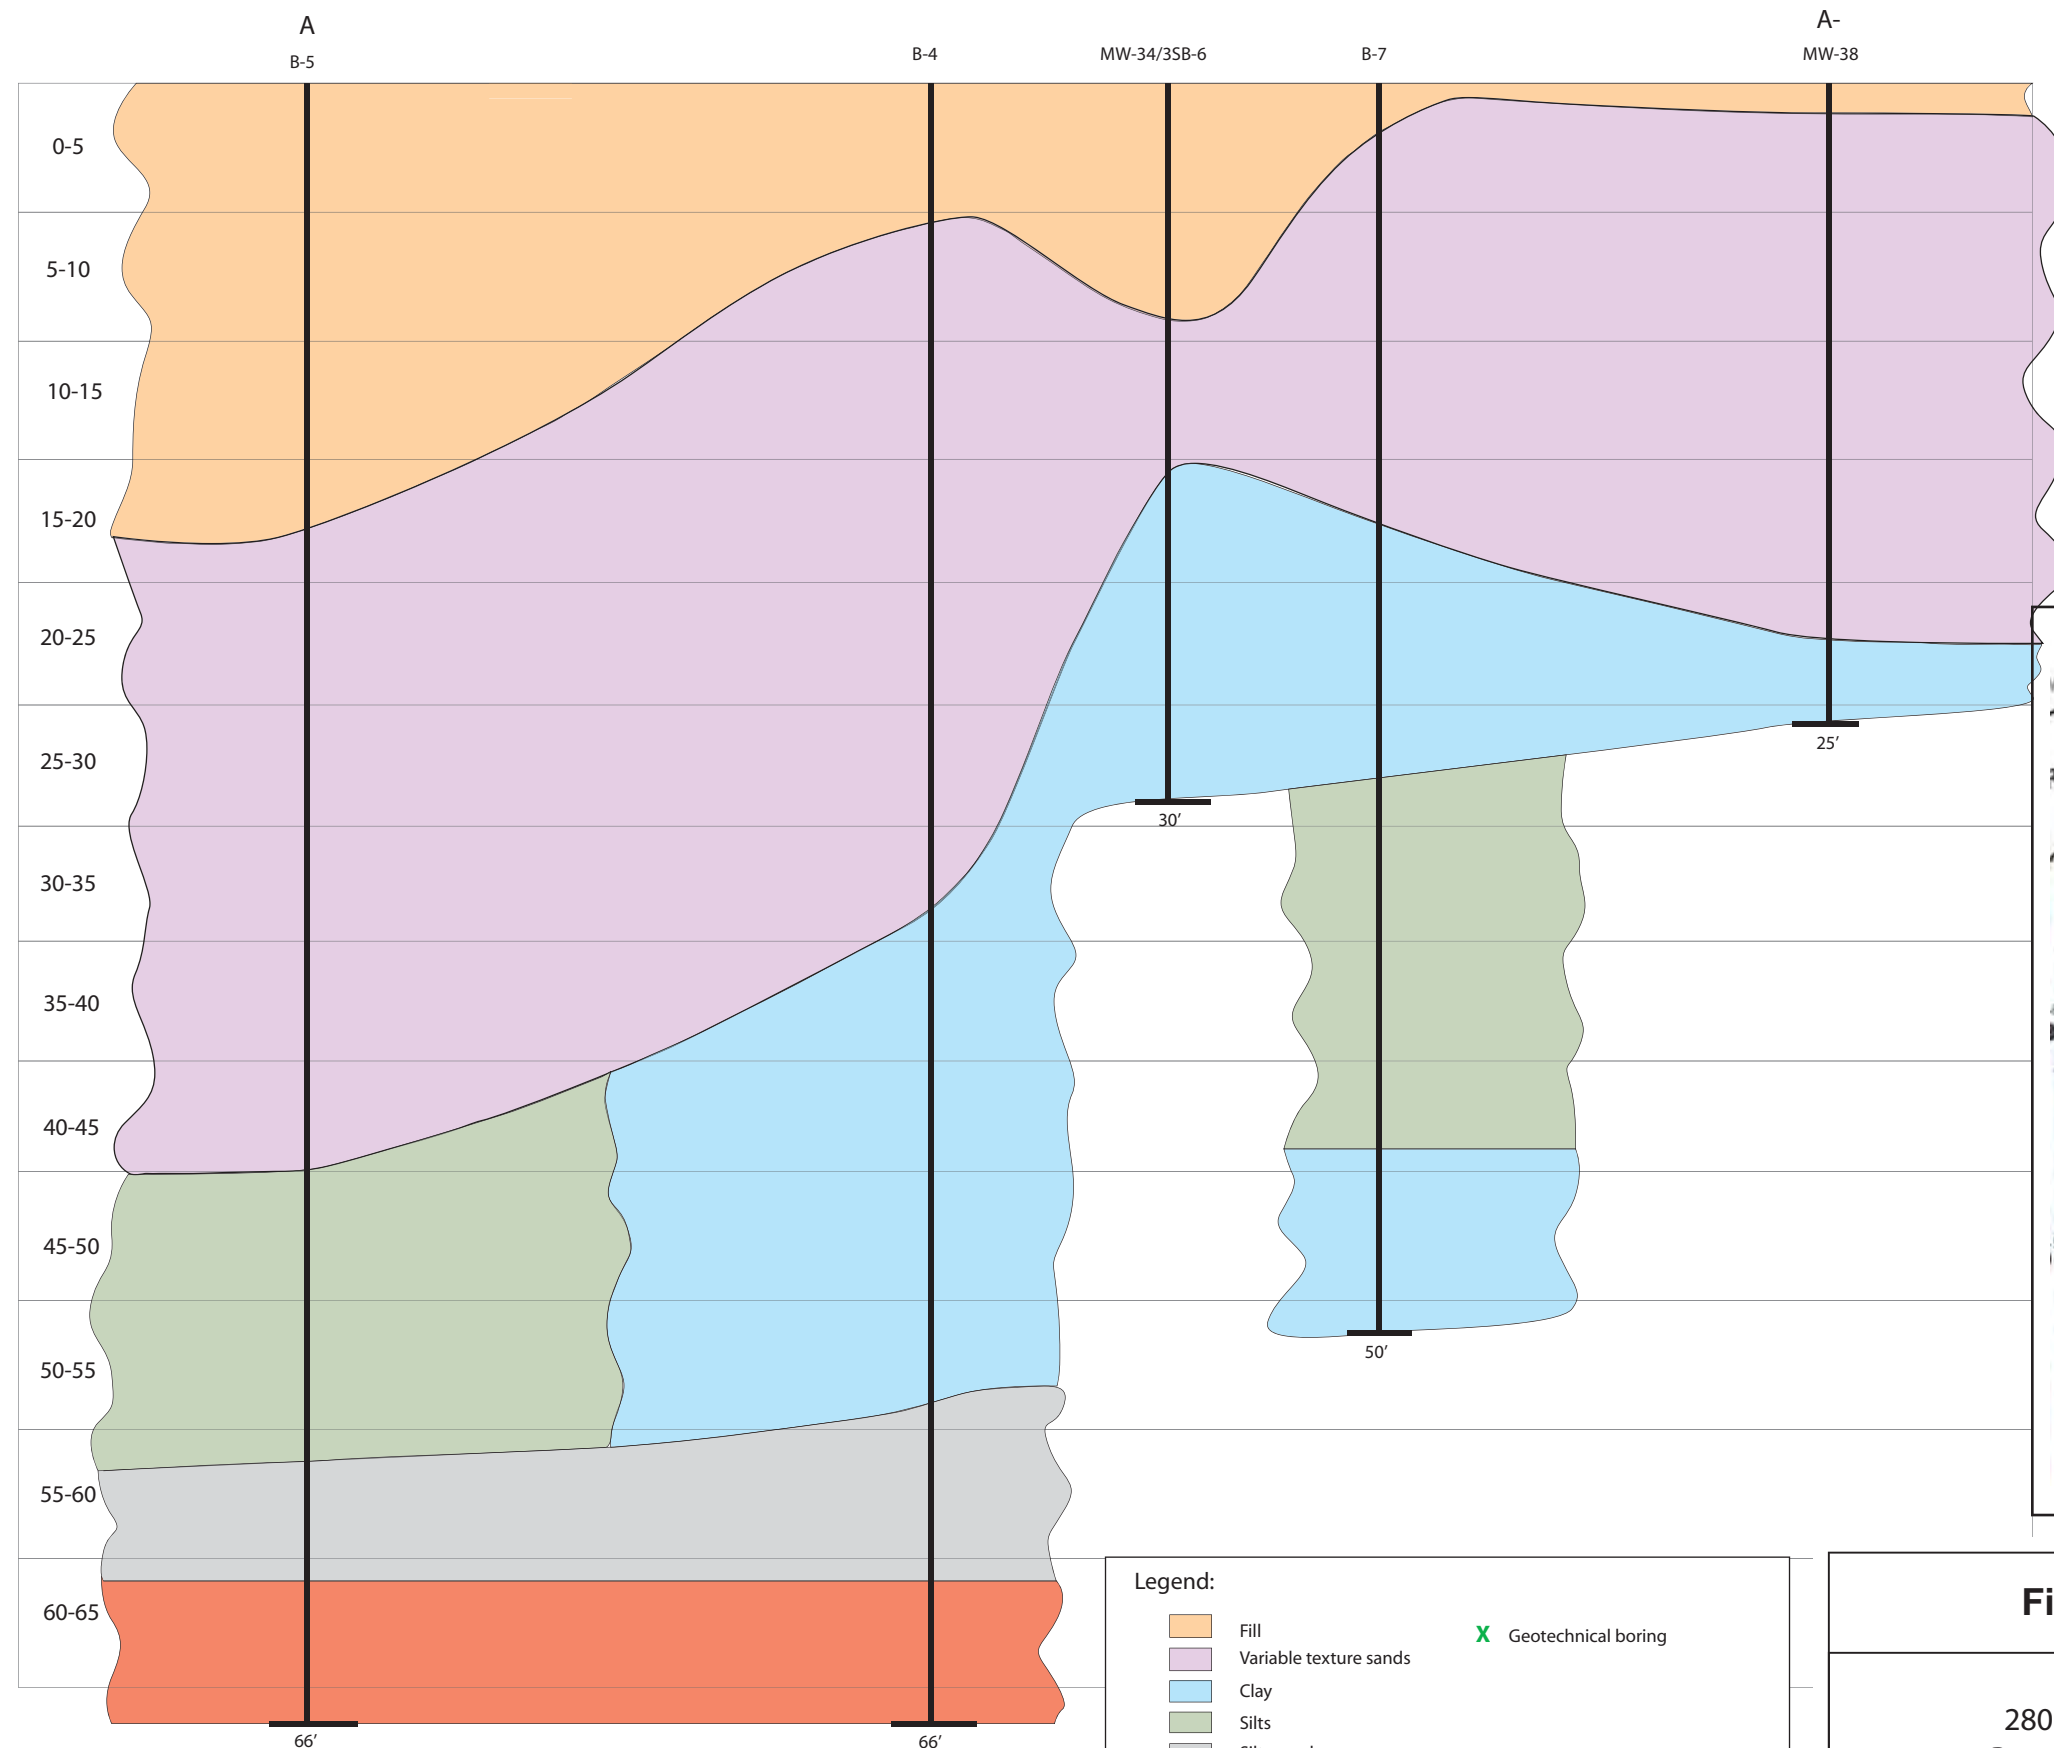 A
A-
B-5
B-4
MW-34/3SB-6
B-7
MW-38
0-5
5-10
10-15
15-20
20-25
25-30
30-35
35-40
40-45
45-50
50-55
55-60
60-65
25’
30’
50’
66’
66’
Legend:
Fill
X Geotechnical boring
Variable texture sands
Clay
Silts
Fi
280